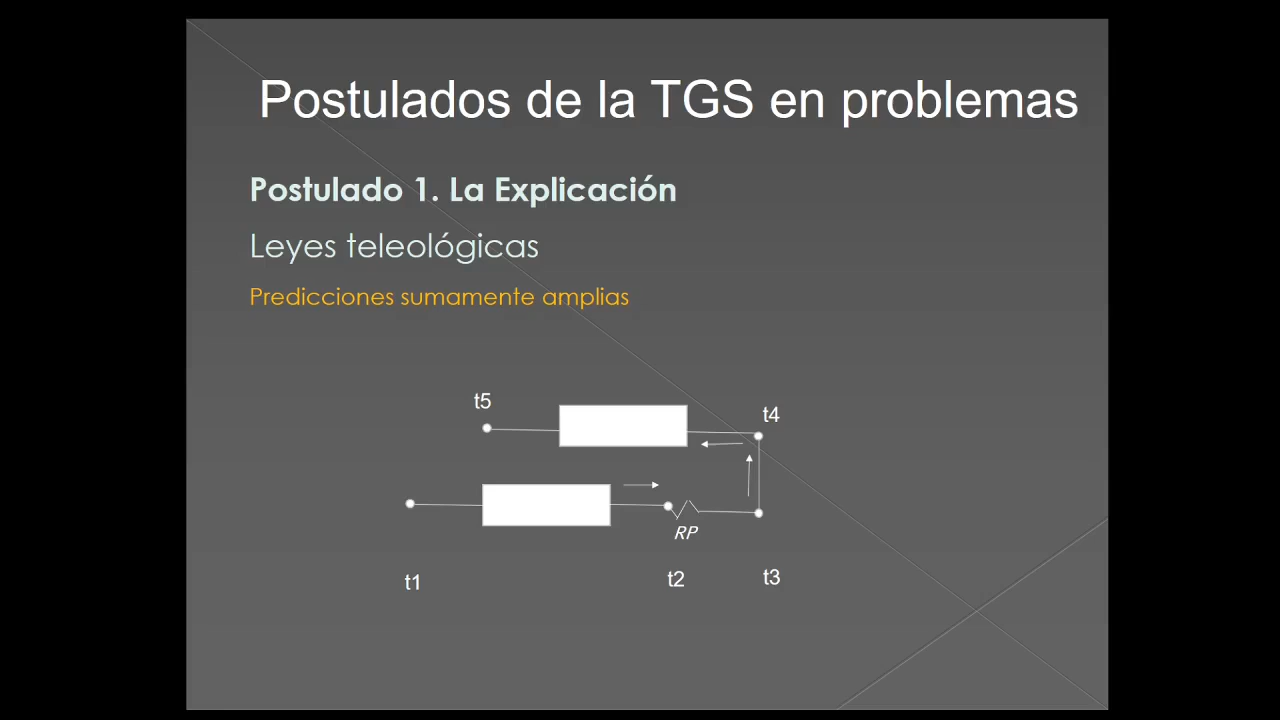 Postulados de la TGS en problemas
Postulado 1. La Explicación
Leyes teleológicas
Predicciones sumamente amplias
t5
t4
RP
t1
t2
t3